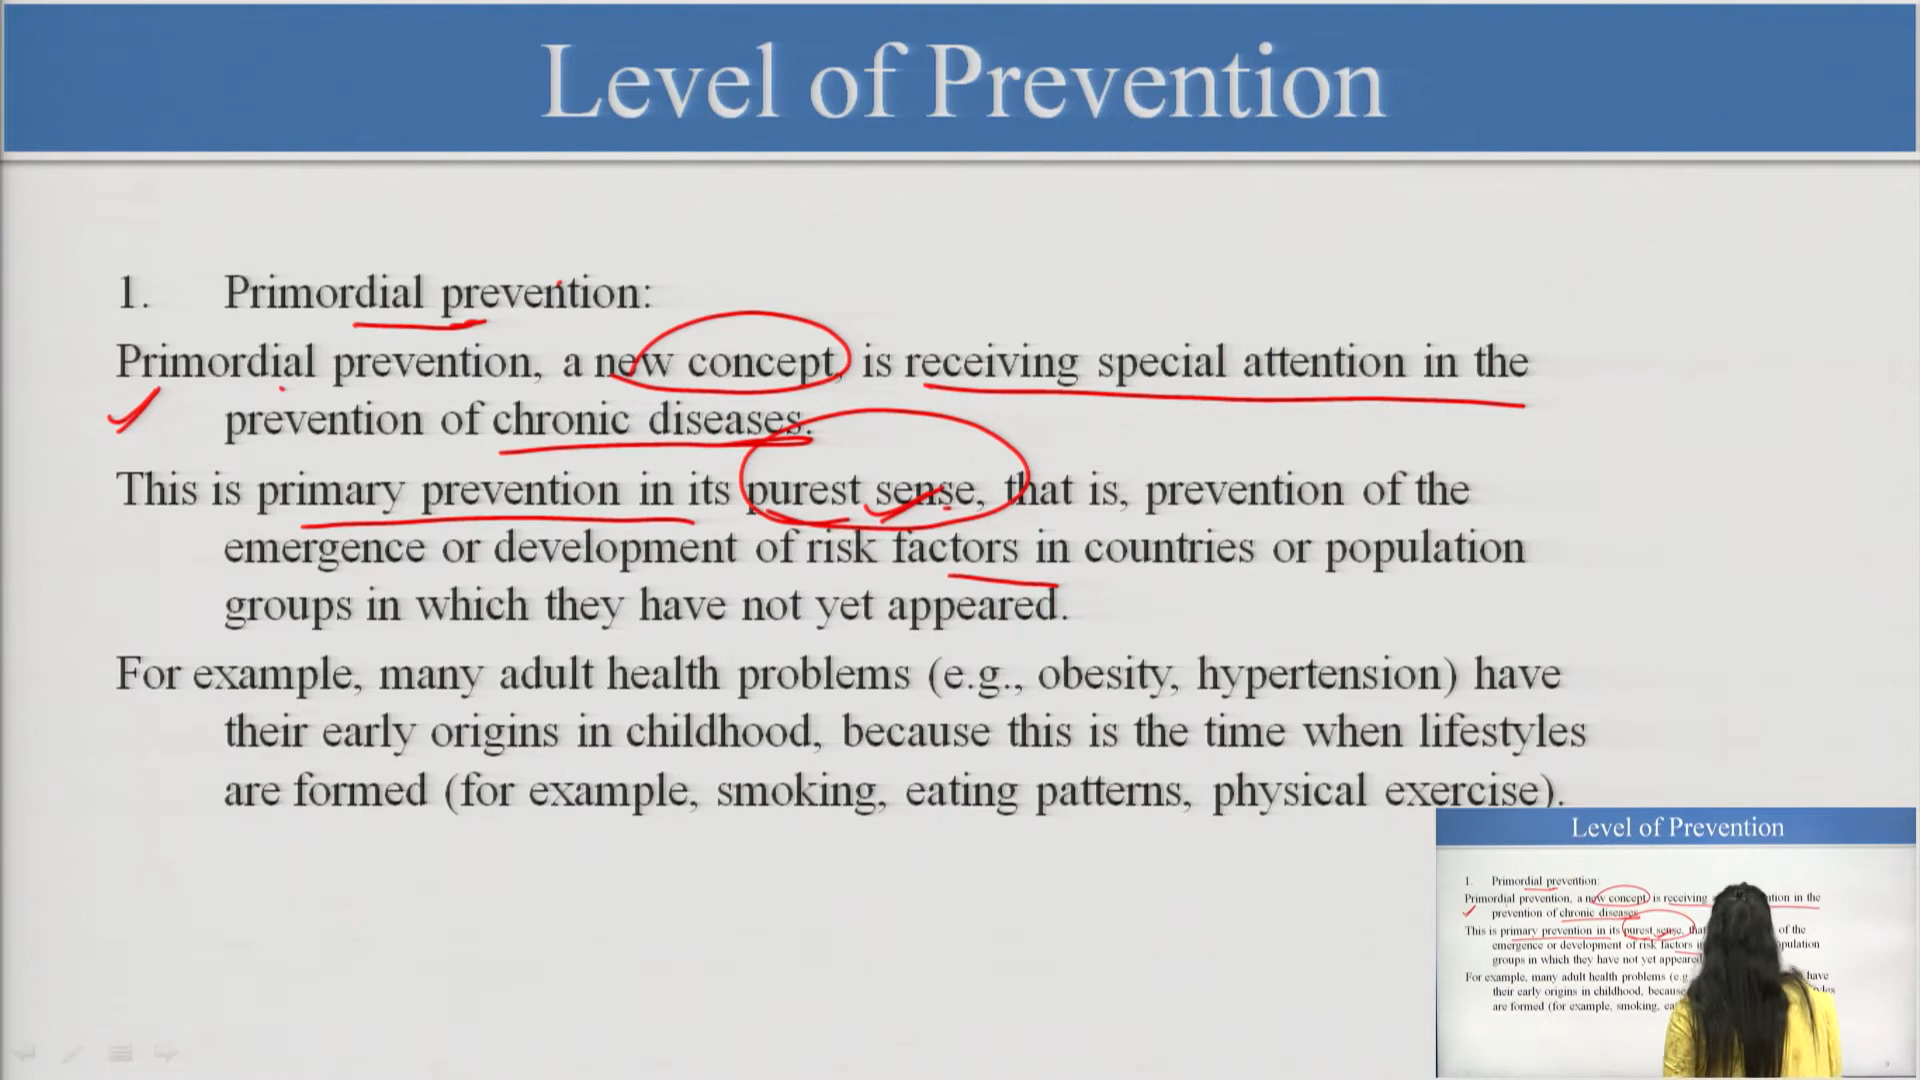 Level of Prevention
1. Primordial prevention:
Primordial prevention, a new concept, is receiving special attention in the
prevention of chronic diseases.
This is primary prevention in its purest sense, that is, prevention of the
emergence or development of risk factors in countries or population
groups in which they have not yet appeared.
For example, many adult health problems (e.g., obesity, hypertension) have
their early origins in childhood, because this is the time when lifestyles
are formed (for example, smoking, eating patterns, physical exercise).
Level of Prevention
1. Primordial prevention:
Primordial prevention, a new concept, is receiving in the
prevention of chronic diseases.
This is primary prevention in its purest sense, of the
emergence or development of risk factors
groups in which they have not yet appeared
For example, many adult health problems (e.g. have
their early origins in childhood,
are formed (for example, smoking,